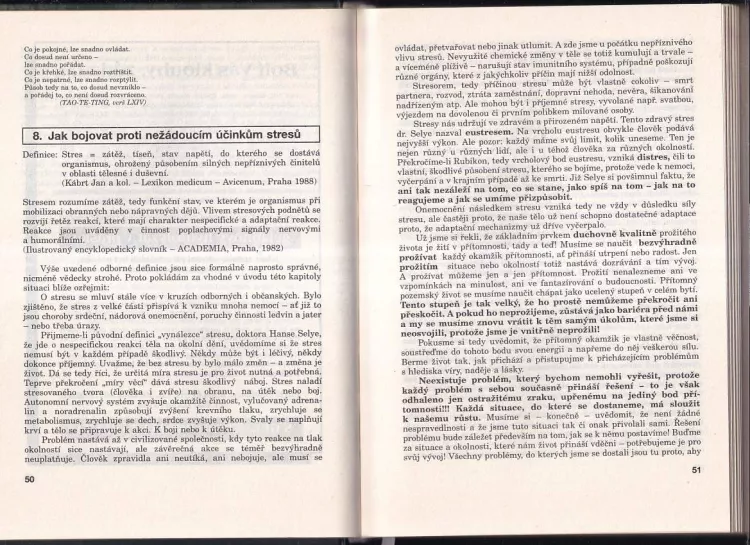 Co je pokojné, lze snadno ovládat.
Co dosud není určeno –
lze snadno pořádat.
Co je křehké, lze snadno roztříštit.
Co je nepatrné, lze snadno rozptýlit.
Působ tedy na to, co dosud nevzniklo –
a pořádej to, co není dosud rozvráceno.
(TAO-TE-TING, verš LXIV)
8. Jak bojovat proti nežádoucím účinkům stresů
Definice: Stres = zátěž, tíseň, stav napětí, do kterého se dostává
organismus, ohrožený působením silných nepříznivých činitelů
v oblasti tělesné i duševní.
(Kábrt Jan a kol. – Lexikon medicum – Avicenum, Praha 1988)
Stresem rozumíme zátěž, tedy funkční stav, ve kterém je organismus při
mobilizaci obranných nebo nápravných dějů. Vlivem stresových podnětů se
rozvíjí řetěz reakcí, které mají charakter nespecifické a adaptační reakce.
Reakce jsou uváděny v činnost poplachovými signály nervovými
a humorálními.
(Ilustrovaný encyklopedický slovník – ACADEMIA, Praha, 1982)
Výše uvedené odborné definice jsou sice formálně naprosto správné,
nicméně vědecky strohé. Proto pokládám za vhodné v úvodu této kapitoly
situaci blíže ozřejmit:
O stresu se mluví stále více v kruzích odborných i občanských. Bylo
zjištěno, že stres z velké části přispívá k vzniku mnoha nemocí – ať již to
jsou choroby srdeční, nádorová onemocnění, poruchy činnosti ledvin a jater
– nebo třeba úrazy.
Přijmeme-li původní definici „vynálezce" stresu, doktora Hanse Selye,
že jde o nespecifickou reakci těla na okolní dění, uvědomíme si že stres
nemusí být v každém případě škodlivý. Někdy může být i léčivý, někdy
dokonce příjemný. Uvažme, že bez stresu by bylo málo změn – a změna je
život. Dá se tedy říci, že určitá míra stresu je pro život nutná a potřebná.
Teprve překročení „míry věcí" dává stresu škodlivý náboj. Stres naladí
stresovaného tvora (člověka i zvíře) na obranu, na útěk nebo boj.
Autonomní nervový systém zvyšuje okamžitě činnost, vylučovaný adrena-
lin a noradrenalin způsobují zvýšení krevního tlaku, zrychluje se
metabolismus, zrychluje se dech, srdce zvyšuje výkon. Svaly se naplňují
krví a tělo se připravuje k akci. K boji nebo k útěku.
Problém nastává až v civilizované společnosti, kdy tyto reakce na tlak
okolností sice nastávají, ale závěrečná akce se téměř bezvýhradně
neuplatňuje. Člověk zpravidla ani neutíká, ani nebojuje, ale musí se
50
ovládat, přetvařovat nebo jinak utlumit. A zde jsme u počátku nepříznivého
vlivu stresů. Nevyužité chemické změny v těle se totiž kumulují a trvale –
a víceméně plíživě – narušují stav imunitního systému, případně poškozují
různé orgány, které z jakýchkoliv příčin mají nižší odolnost.
Stresorem, tedy příčinou stresu může být vlastně cokoliv – smrt
partnera, rozvod, ztráta zaměstnání, dopravní nehoda, nevěra, šikanování
nadřízeným atp. Ale mohou být i příjemné stresy, vyvolané např. svatbou,
výjezdem na dovolenou či prvním polibkem milované osoby.
Stresy nás udržují ve zdravém a přirozeném napětí. Tento zdravý stres
dr. Selye nazval eustresem. Na vrcholu eustresu obvykle člověk podává
nejvyšší výkon. Ale pozor: každý máme svůj limit, kolik uneseme. Ten je
nejen různý u různých lidí, ale i u téhož člověka za různých okolností.
Překročíme-li Rubikon, tedy vrcholový bod eustresu, vzniká distres, čili to
vlastní, škodlivé působení stresu, kterého se bojíme, protože vede k nemoci,
vyčerpání a v krajním případě až ke smrti. Již Selye si povšimnul faktu, že
ani tak nezáleží na tom, co se stane, jako spíš na tom – jak na to
reagujeme a jak se umíme přizpůsobit.
Onemocnění následkem stresu vzniká tedy ne vždy v důsledku síly
stresu, ale častěji proto, že naše tělo už není schopno dostatečné adaptace
proto, že adaptační mechanismy už dříve vyčerpalo.
Už jsme si řekli, že základním prvkem duchovně kvalitně prožitého
života je žití v přítomnosti, tady a teď! Musíme se naučit bezvýhradně
prožívat každý okamžik přítomnosti, ať přináší utrpení nebo radost. Jen
prožitím situace nebo okolností totiž nastává dozrávání a tím vývoj.
A prožívat můžeme jen a jen přítomnost. Prožití nenalezneme ani ve
vzpomínkách na minulost, ani ve fantazírování o budoucnosti. Přítomný
pozemský život se musíme naučit chápat jako ucelený stupeň v celém bytí.
Tento stupeň je tak velký, že ho prostě nemůžeme překročit ani
přeskočit. A pokud ho neprožijeme, zůstává jako bariéra před námi
a my se musíme znovu vrátit k těm samým úkolům, které jsme si
neosvojili, protože jsme je vnitřně neprožili!
Pokusme si tedy uvědomit, že přítomný okamžik je vlastně věčnost,
soustřeďme do tohoto bodu svou energii a napřeme do něj veškerou sílu.
Berme život tak, jak přichází a přistupujme k přicházejícím problémům
s hlediska víry, naděje a lásky.
Neexistuje problém, který bychom nemohli vyřešit, protože
každý problém s sebou současně přináší řešení – to je však
odhaleno jen ostražitému zraku, upřenému na jediný bod pří-
tomnosti!!! Každá situace, do které se dostaneme, má sloužit
k našemu růstu. Musíme si – konečně – uvědomit, že není žádné
nespravedlnosti a že jsme tuto situaci tak či onak přivolali sami. Řešení
problému bude záležet především na tom, jak se k němu postavíme! Buďme
za situace a okolnosti, které nám život přináší vděční – potřebujeme je pro
svůj vývoj! Všechny problémy, do kterých jsme se dostali jsou tu proto, aby
51